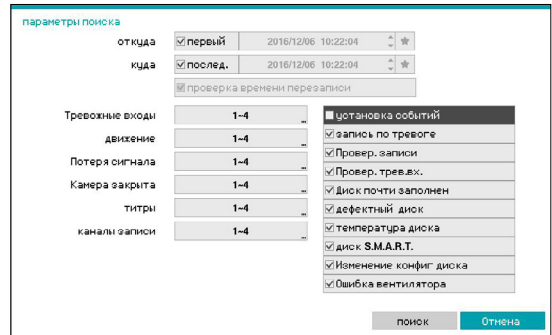 параметры поиска
откуда первый 2016/12/06 10:22:04
куда послед. 2016/12/06 10:22:04
проверка времени перезаписи
Тревожные входы 1~4 ...
движение 1~4 ...
Потеря сигнала 1~4 ...
Камера закрыта 1~4 ...
титры 1~4 ...
каналы записи 1~4 ...
установка событий
запись по тревоге
Провер. записи
Провер. трев.вх.
Диск почти заполнен
дефектный диск
температура диска
диск S.M.A.R.T.
Изменение конфиг диска
Ошибка вентилятора
поиск Отмена